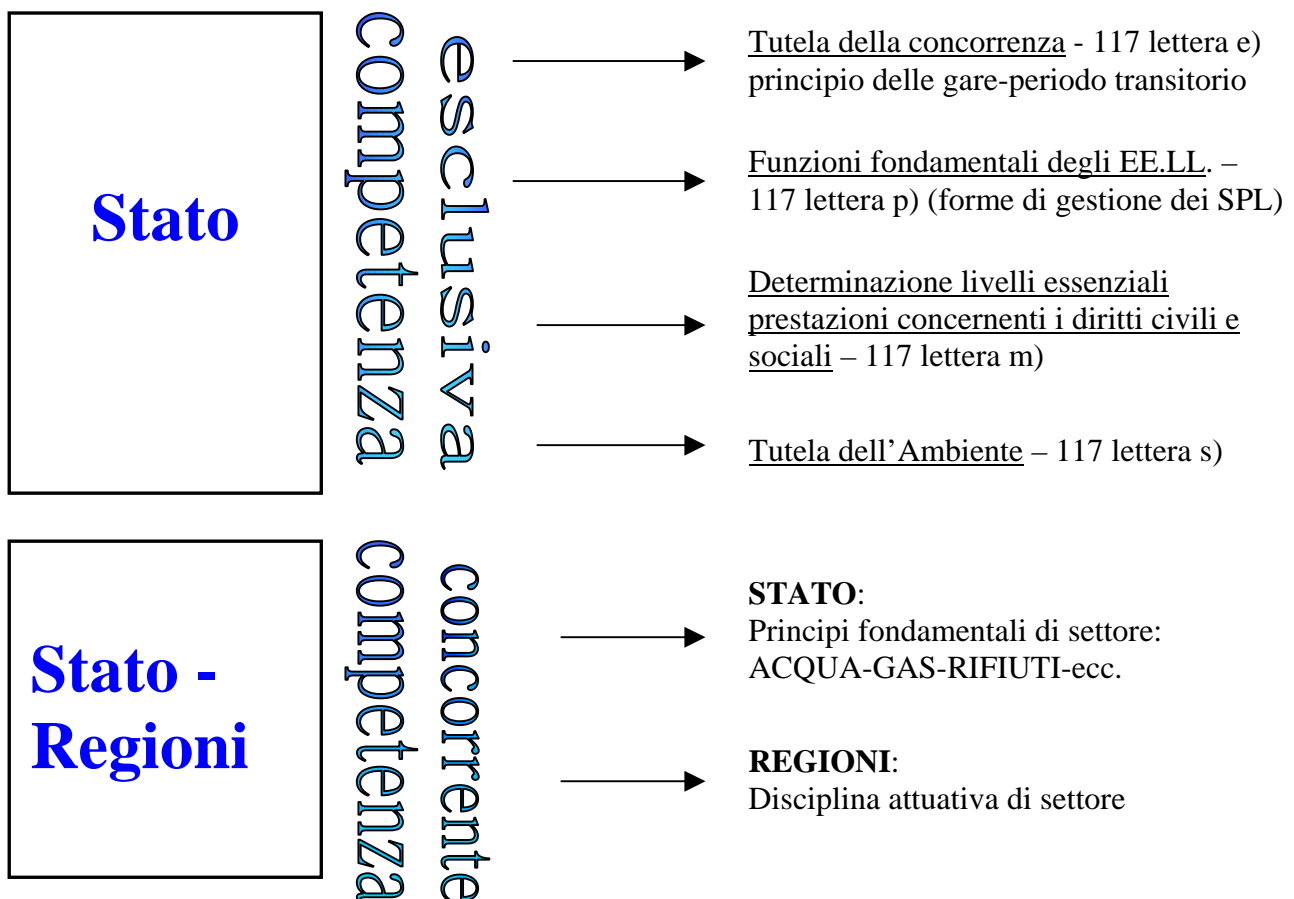 Stato
competenza
esclusiva
Tutela della concorrenza - 117 lettera e)
principio delle gare-periodo transitorio
Funzioni fondamentali degli EE.LL. –
117 lettera p) (forme di gestione dei SPL)
Determinazione livelli essenziali
prestazioni concernenti i diritti civili e
sociali – 117 lettera m)
Tutela dell’Ambiente – 117 lettera s)
Stato -
Regioni
competenza
concorrente
STATO:
Principi fondamentali di settore:
ACQUA-GAS-RIFIUTI-ecc.
REGIONI:
Disciplina attuativa di settore